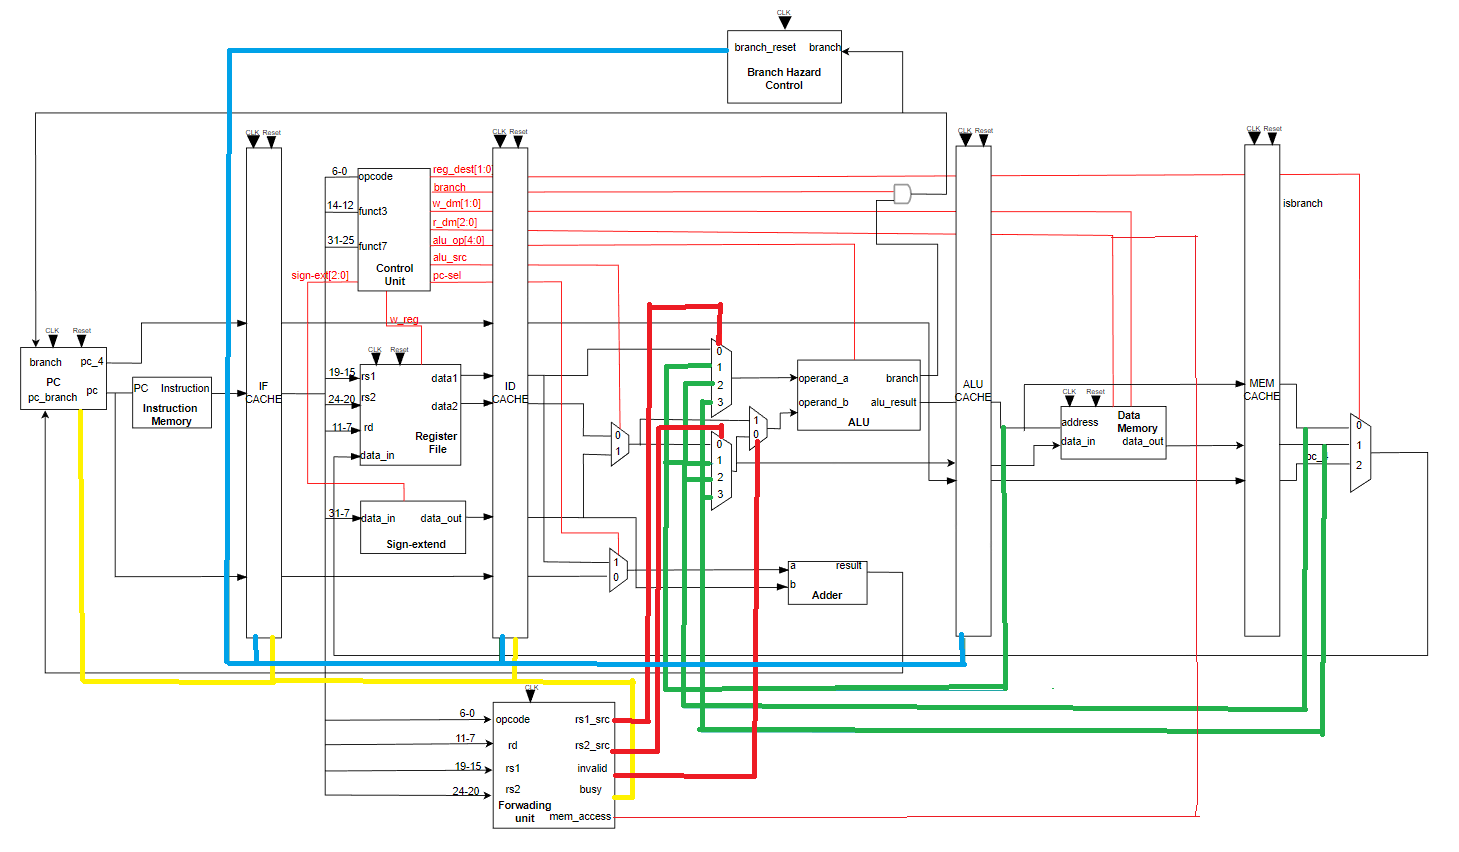 CLK
branch_reset branch
Branch Hazard
Control
CLK Reset
CLK Reset
CLK Reset
CLK Reset
6-0
opcode
reg_dest[1:0]
branch
w_dm[1:0]
14-12
funct3
r_dm[2:0]
31-25
funct7
alu_op[4:0]
alu_src
sign-ext[2:0]
Control
Unit
pc-sel
isbranch
w_reg
CLK Reset
branch pc_4
PC
pc_branch pc
PC Instruction
Instruction
Memory
IF
CACHE
CLK Reset
19-15
rs1
24-20
rs2
11-7
rd
data_in
data1
data2
Register
File
ID
CACHE
31-7
data_in data_out
Sign-extend
0
1
1
0
0
1
2
3
0
1
2
3
1
0
operand_a branch
operand_b alu_result
ALU
a result
b
Adder
ALU
CACHE
CLK Reset
address
Data
Memory
data_in data_out
MEM
CACHE
0
1
2
pc_
CLK
6-0
opcode
rs1_src
11-7
rd
rs2_src
19-15
rs1
invalid
24-20
rs2
busy
Forwading
unit
mem_access